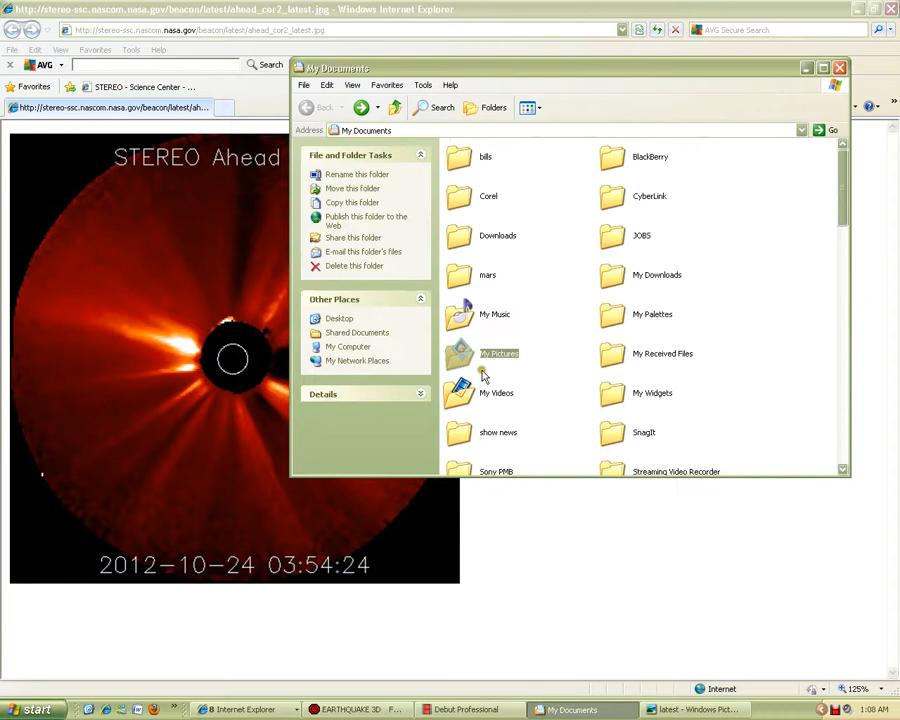 http://stereo-ssc.nascom.nasa.gov/beacon/latest/ahead_cor2_latest.jpg - Windows Internet Explorer
http://stereo-ssc.nascom.nasa.gov/beacon/latest/ahead_cor2_latest.jpg
AVG Secure Search
File Edit View Favorites Tools Help
AVG Search
Favorites STEREO - Science Center - ...
http://stereo-ssc.nascom.nasa.gov/beacon/latest/ah...
STEREO Ahead
2012-10-24 03:54:24
My Documents
File Edit View Favorites Tools Help
Back Search Folders
Address My Documents Go
File and Folder Tasks
Rename this folder
Move this folder
Copy this folder
Publish this folder to the Web
Share this folder
E-mail this folder's files
Delete this folder
Other Places
Desktop
Shared Documents
My Computer
My Network Places
Details
bills BlackBerry
Corel CyberLink
Downloads JOBS
mars My Downloads
My Music My Palettes
My Pictures My Received Files
My Videos My Widgets
show news SnagIt
Sony PMB Streaming Video Recorder
Internet 125%
start 8 Internet Explorer EARTHQUAKE 3D F... Debut Professional My Documents latest - Windows Pict... 1:08 AM